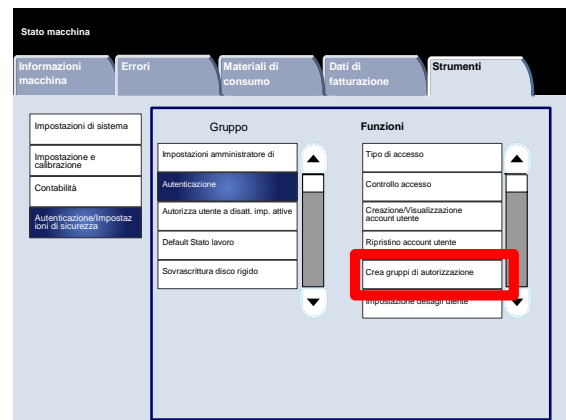 Stato macchina
Informazioni
macchina
Errori
Materiali di
consumo
Dati di
fatturazione
Strumenti
Impostazioni di sistema
Impostazione e
calibrazione
Contabilità
Autenticazione/Impostaz
ioni di sicurezza
Gruppo
Impostazioni amministratore di
Autenticazione
Autorizza utente a disatt. imp. attive
Default Stato lavoro
Sovrascrittura disco rigido
Funzioni
Tipo di accesso
Controllo accesso
Creazione/Visualizzazione
account utente
Ripristino account utente
Crea gruppi di autorizzazione
Impostazione dettagli utente